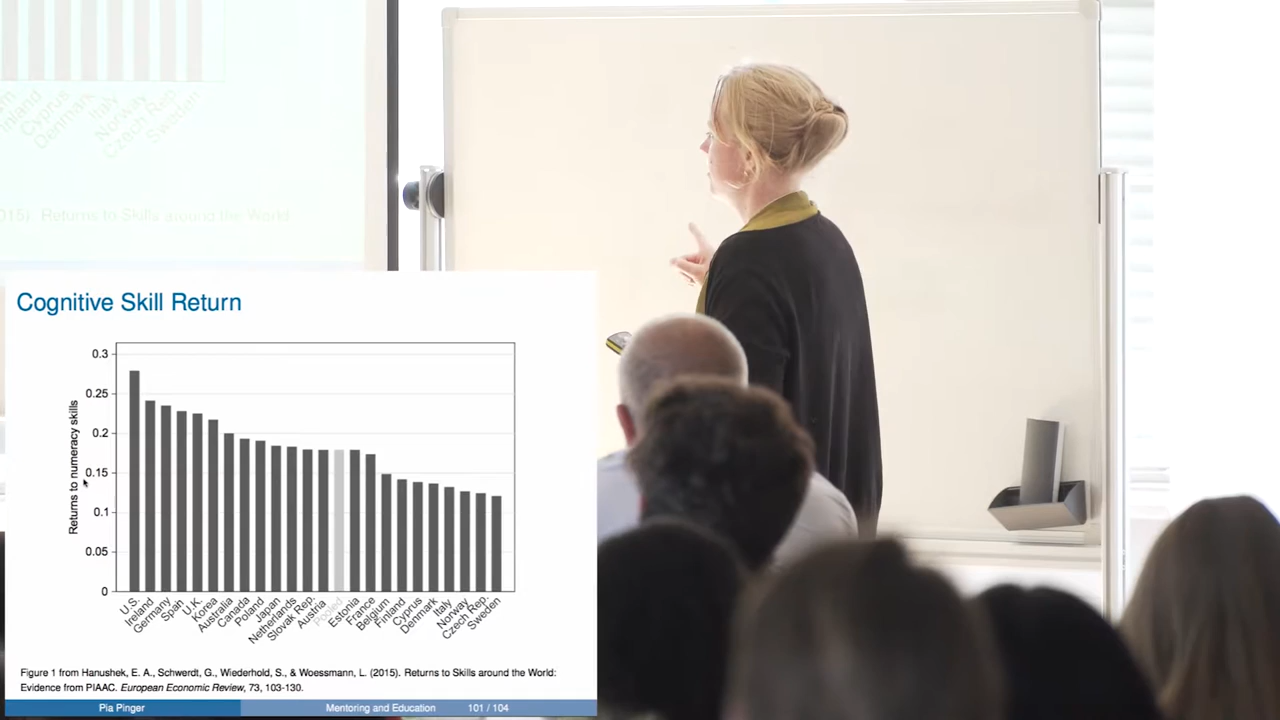 inland
Cyprus
Denmark
Italy
Norway
Czech Rep.
Sweden
015). Returns to Skills around the World
Cognitive Skill Return
Returns to numeracy skills
0.3
0.25
0.2
0.15
0.1
0.05
0
U.S.
Ireland
Germany
Spain
U.K.
Korea
Australia
Canada
Poland
Japan
Netherlands
Slovak Rep.
Austria
Pooled
Estonia
France
Belgium
Finland
Cyprus
Denmark
Italy
Norway
Czech Rep.
Sweden
Figure 1 from Hanushek, E. A., Schwerdt, G., Wiederhold, S., & Woessmann, L. (2015). Returns to Skills around the World:
Evidence from PIAAC. European Economic Review, 73, 103-130.
Pia Pinger Mentoring and Education 101 / 104